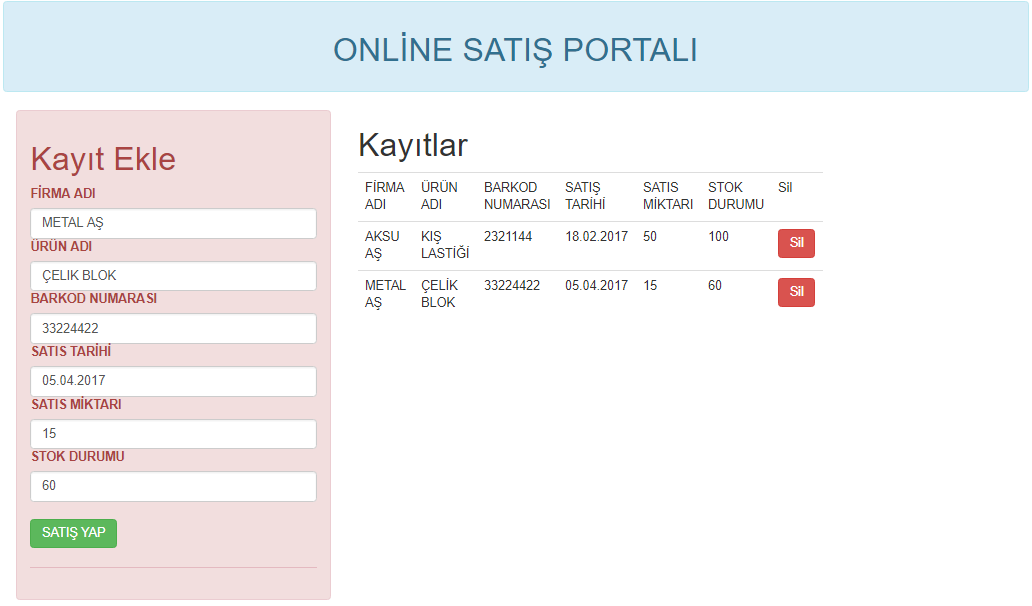 ONLİNE SATIŞ PORTALI
Kayıt Ekle
FİRMA ADI
METAL AŞ
ÜRÜN ADI
ÇELIK BLOK
BARKOD NUMARASI
33224422
SATIS TARİHİ
05.04.2017
SATIS MİKTARI
15
STOK DURUMU
60
SATIŞ YAP
Kayıtlar
FİRMA ADI ÜRÜN ADI BARKOD NUMARASI SATIŞ TARİHİ SATIS MİKTARI STOK DURUMU Sil
AKSU AŞ KIŞ LASTİĞİ 2321144 18.02.2017 50 100 Sil
METAL AŞ ÇELİK BLOK 33224422 05.04.2017 15 60 Sil